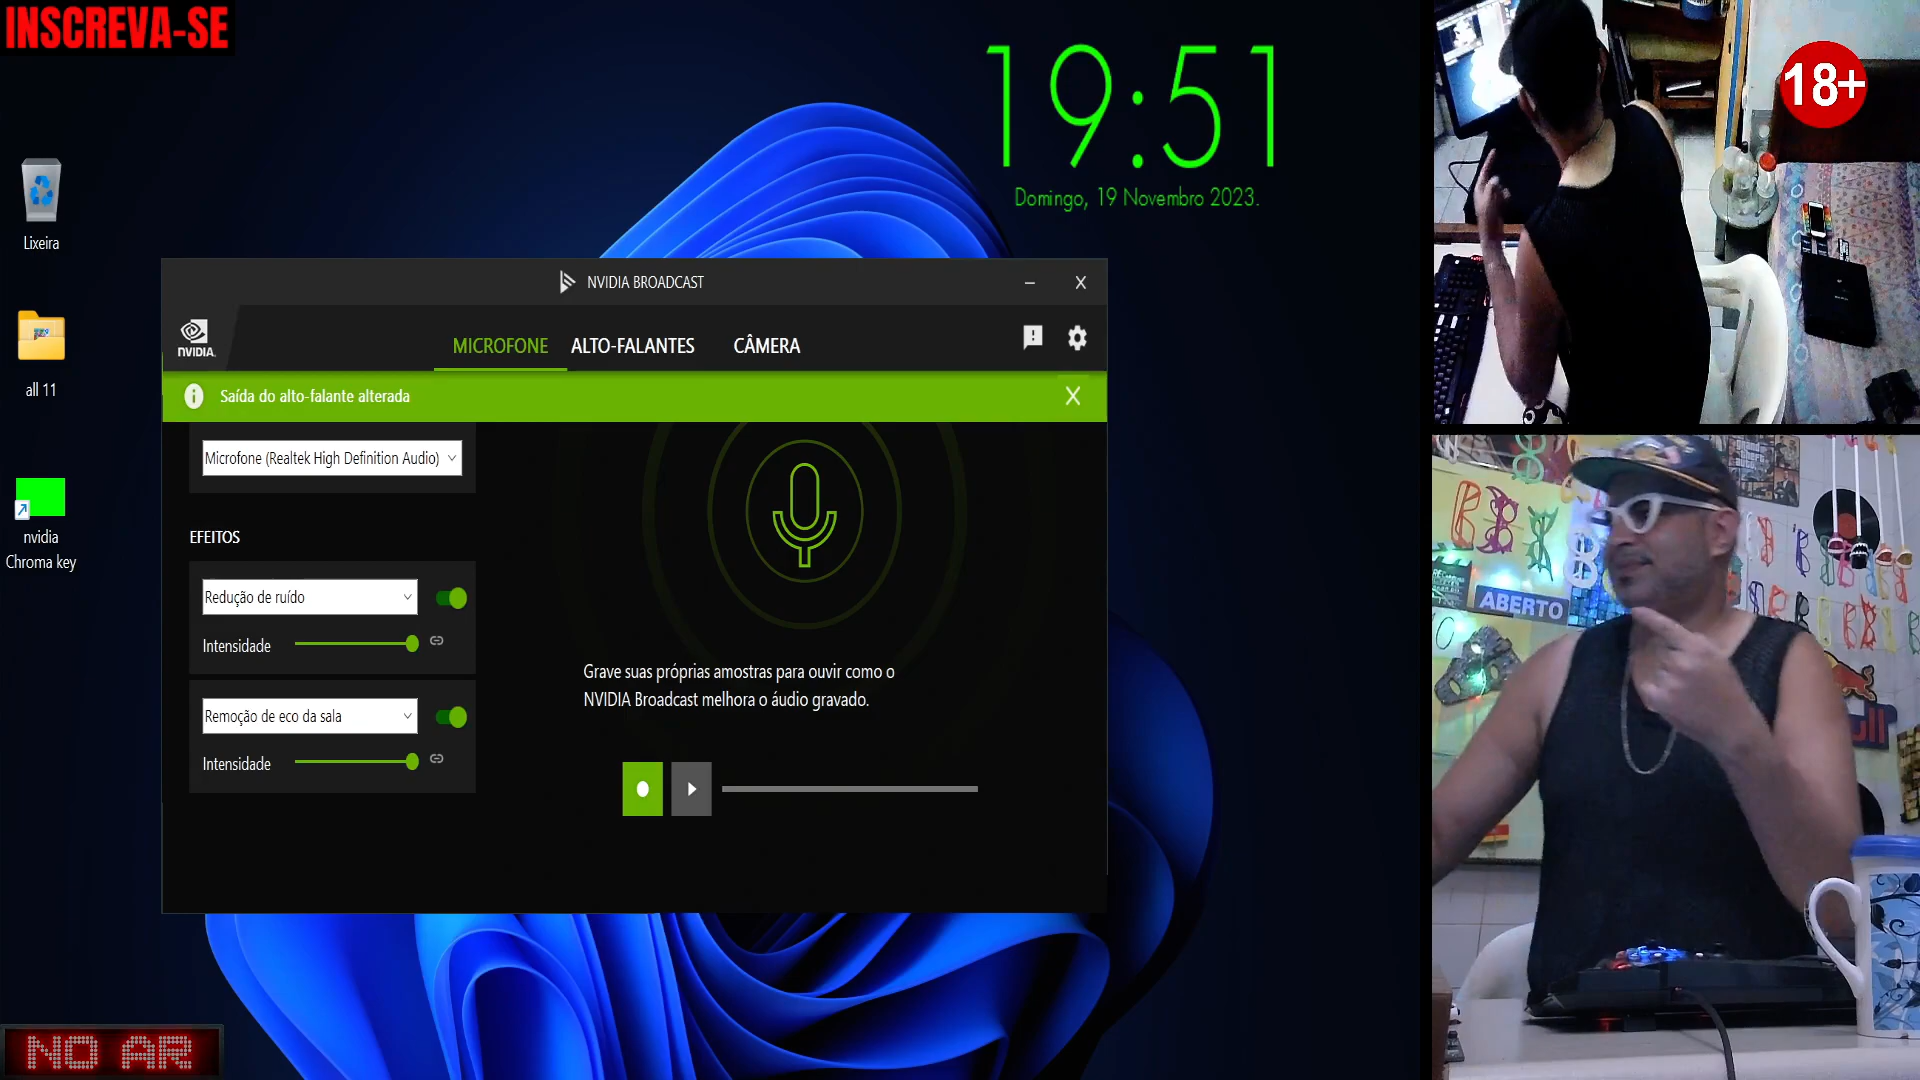 INSCREVA-SE
19:51
Domingo, 19 Novembro 2023.
18+
Lixeira
all 11
nvidia
Chroma key
NVIDIA BROADCAST
NVIDIA.
MICROFONE
ALTO-FALANTES
CÂMERA
Saída do alto-falante alterada
Microfone (Realtek High Definition Audio)
EFEITOS
Redução de ruído
Intensidade
Remoção de eco da sala
Intensidade
Grave suas próprias amostras para ouvir como o
NVIDIA Broadcast melhora o áudio gravado.
ABERTO
NO AR